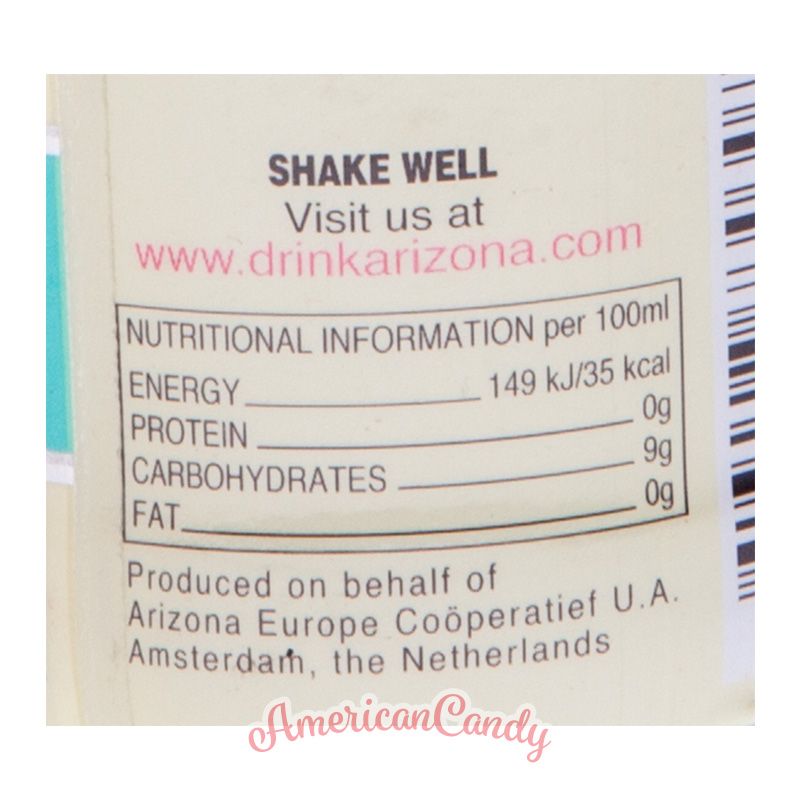 SHAKE WELL
Visit us at
www.drinkarizona.com
NUTRITIONAL INFORMATION per 100ml
ENERGY 149 kJ/35 kcal
PROTEIN 0g
CARBOHYDRATES 9g
FAT 0g
Produced on behalf of
Arizona Europe Coöperatief U.A.
Amsterdam, the Netherlands
AmericanCandy